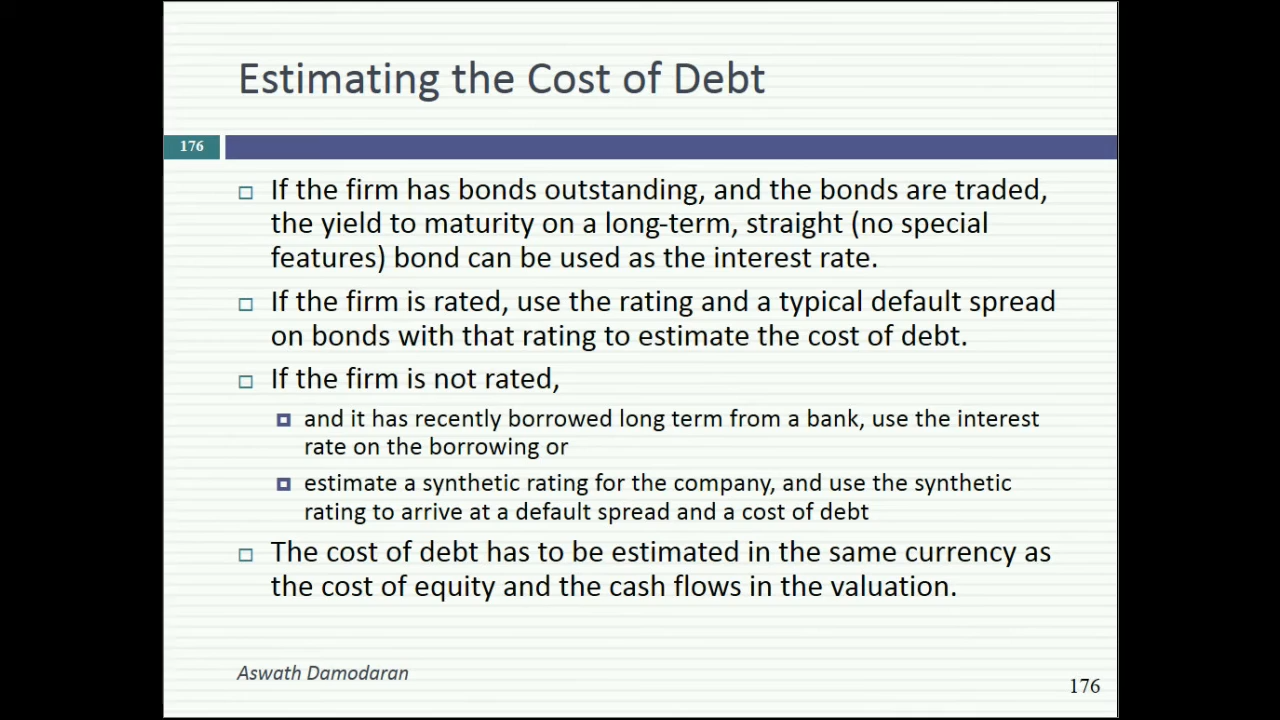 Estimating the Cost of Debt
176
If the firm has bonds outstanding, and the bonds are traded,
the yield to maturity on a long-term, straight (no special
features) bond can be used as the interest rate.
If the firm is rated, use the rating and a typical default spread
on bonds with that rating to estimate the cost of debt.
If the firm is not rated,
and it has recently borrowed long term from a bank, use the interest
rate on the borrowing or
estimate a synthetic rating for the company, and use the synthetic
rating to arrive at a default spread and a cost of debt
The cost of debt has to be estimated in the same currency as
the cost of equity and the cash flows in the valuation.
Aswath Damodaran
176